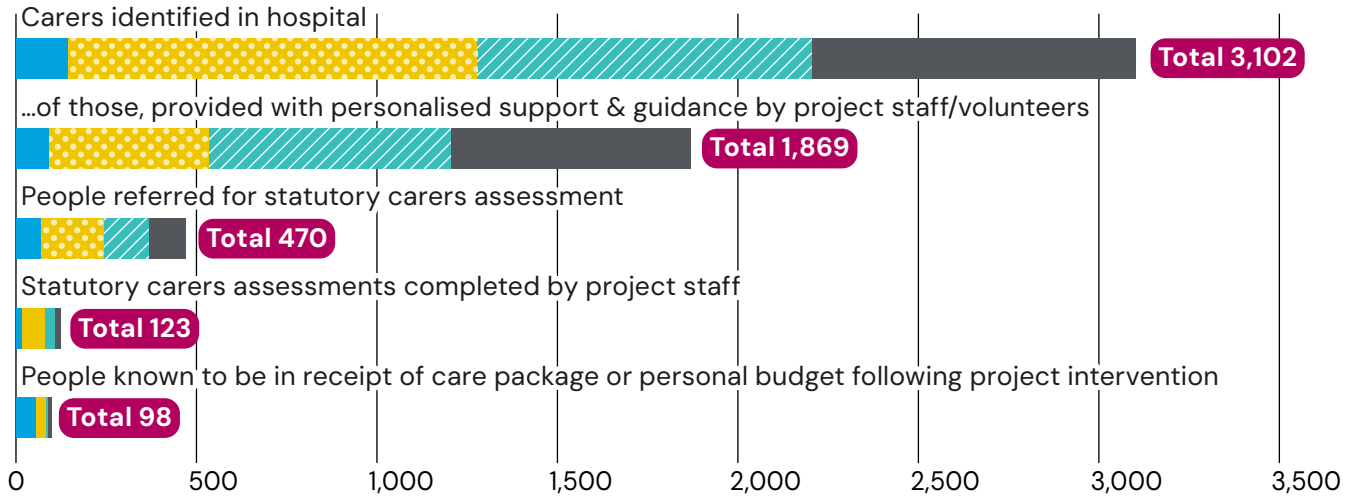 Carers identified in hospital
Total 3,102
...of those, provided with personalised support & guidance by project staff/volunteers
Total 1,869
People referred for statutory carers assessment
Total 470
Statutory carers assessments completed by project staff
Total 123
People known to be in receipt of care package or personal budget following project intervention
Total 98
0 500 1,000 1,500 2,000 2,500 3,000 3,500